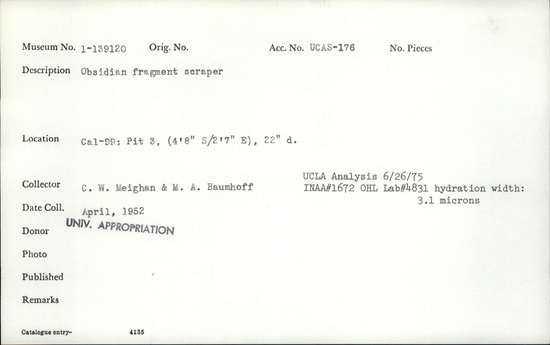 Museum No. 1-139120 Orig. No. Acc. No. UCAS-176 No. Pieces
Description Obsidian fragment scraper
Location Cal-DD: Pit 3, (4'8" S/2'7" E), 22" d.
UCLA Analysis 6/26/75
Collector C. W. Meighan & M. A. Baumhoff INAA#1672 OHL Lab#4831 hydration width:
3.1 microns
Date Coll. April, 1952
Donor UNIV. APPROPRIATION
Photo
Published
Remarks
Catalogue entry- 4135